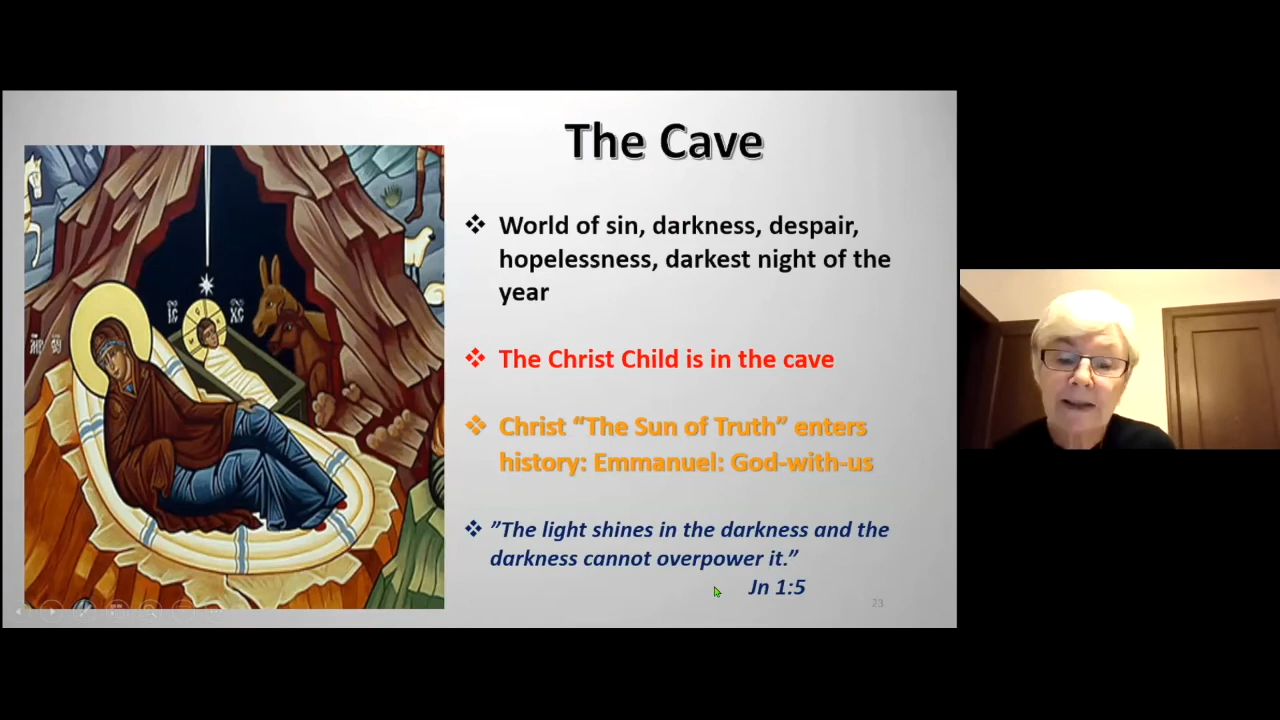 The Cave
❖ World of sin, darkness, despair,
hopelessness, darkest night of the
year
❖ The Christ Child is in the cave
❖ Christ “The Sun of Truth” enters
history: Emmanuel: God-with-us
❖ ”The light shines in the darkness and the
darkness cannot overpower it.”
Jn 1:5
23
IC XC